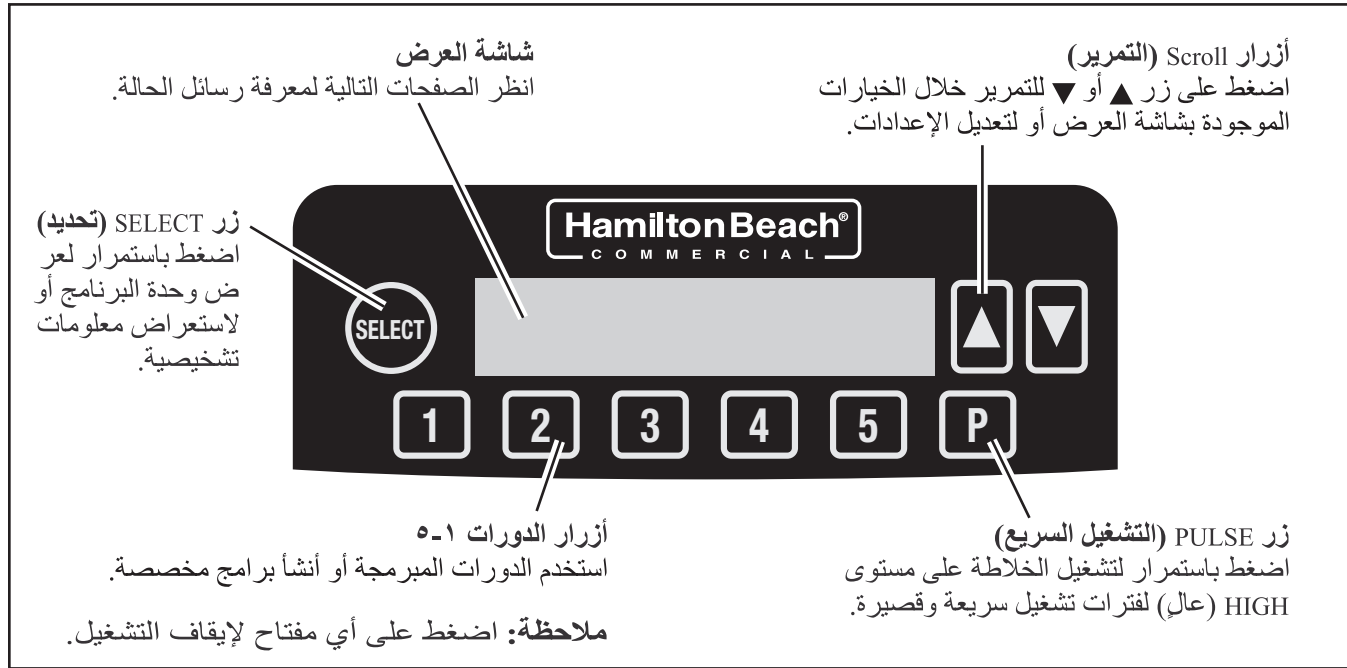 أزرار Scroll (التمرير)
اضغط على زر ▲ أو ▼ للتمرير خلال الخيارات
الموجودة بشاشة العرض أو لتعديل الإعدادات.
شاشة العرض
انظر الصفحات التالية لمعرفة رسائل الحالة.
زر SELECT (تحديد)
اضغط باستمرار لعر
ض وحدة البرنامج أو
لاستعراض معلومات
تشخيصية.
HamiltonBeach®
COMMERCIAL
SELECT
▲ ▼
1 2 3 4 5 P
زر PULSE (التشغيل السريع)
اضغط باستمرار لتشغيل الخلاطة على مستوى
HIGH (عالٍ) لفترات تشغيل سريعة وقصيرة.
أزرار الدورات ١-٥
استخدم الدورات المبرمجة أو أنشأ برامج مخصصة.
ملاحظة: اضغط على أي مفتاح لإيقاف التشغيل.